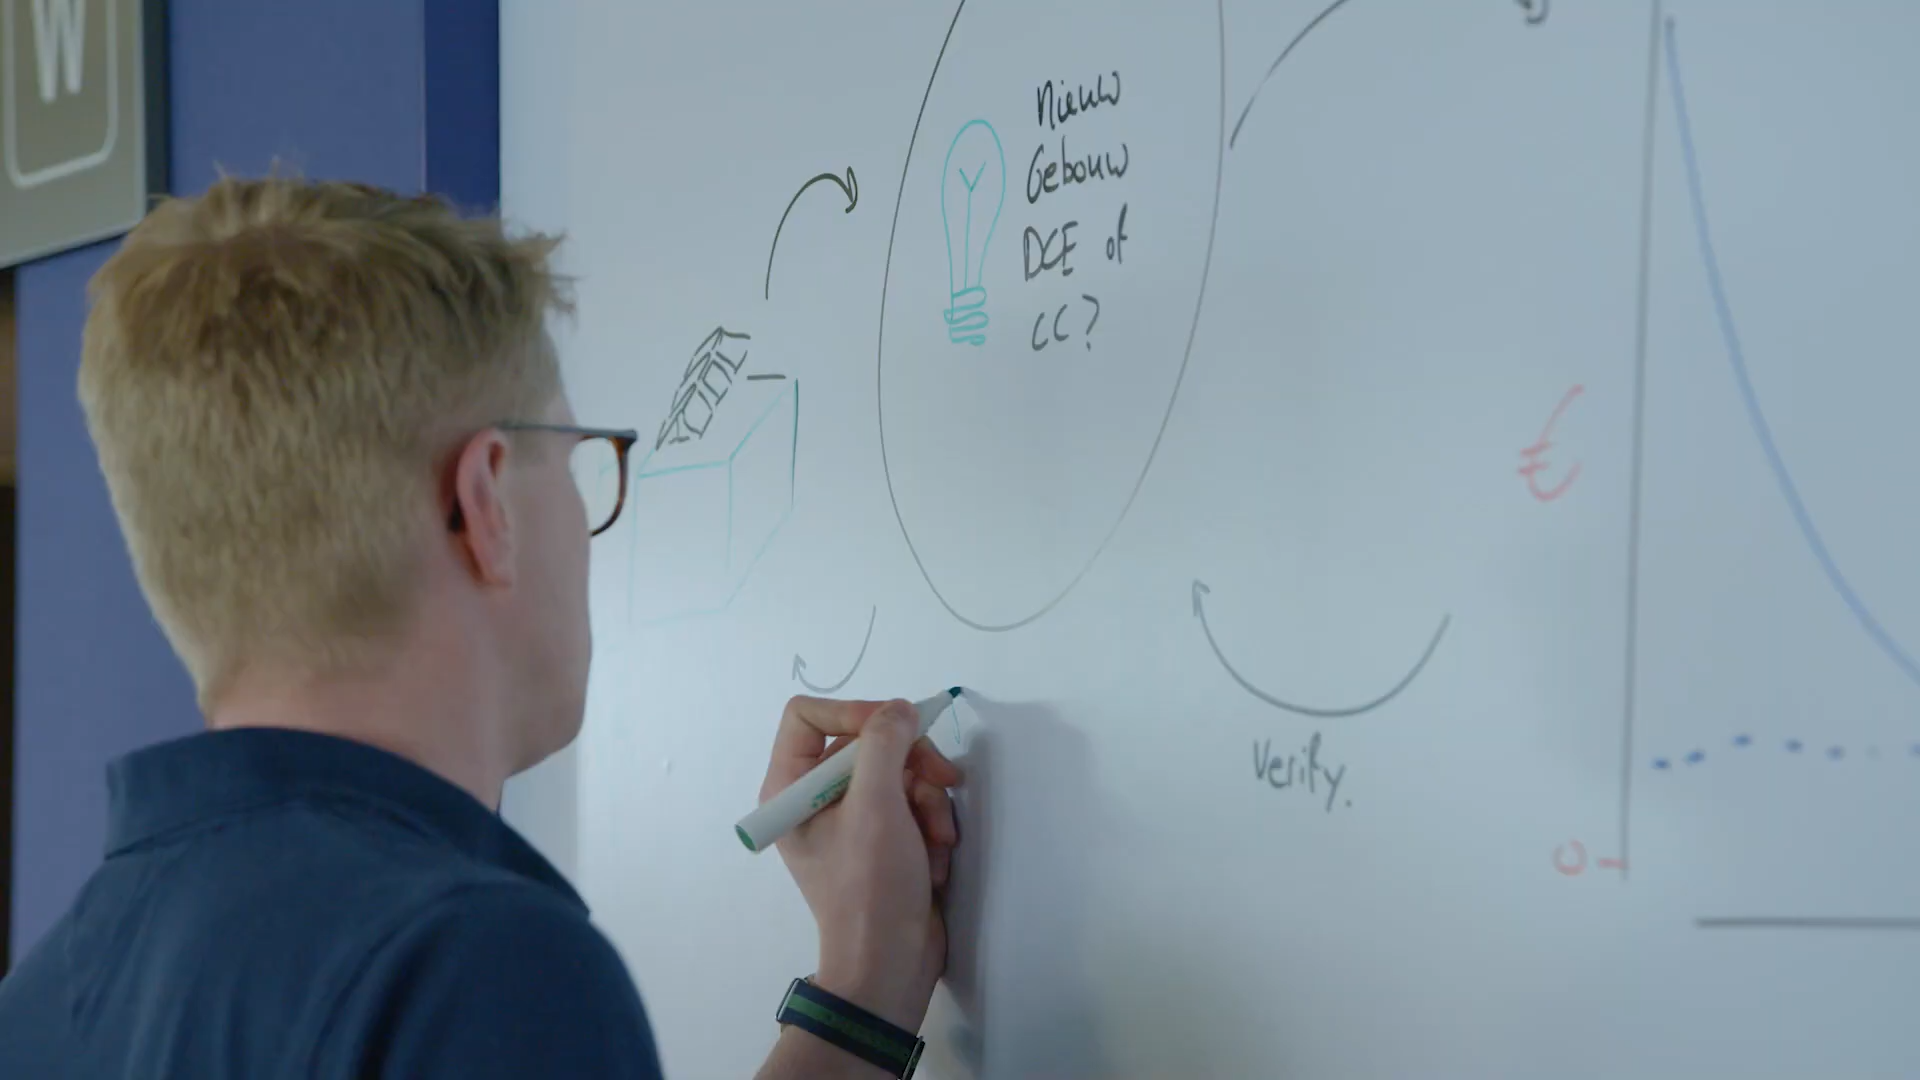 W
Nieuw
Gebouw
DCE of
CC?
€
Verify.
0